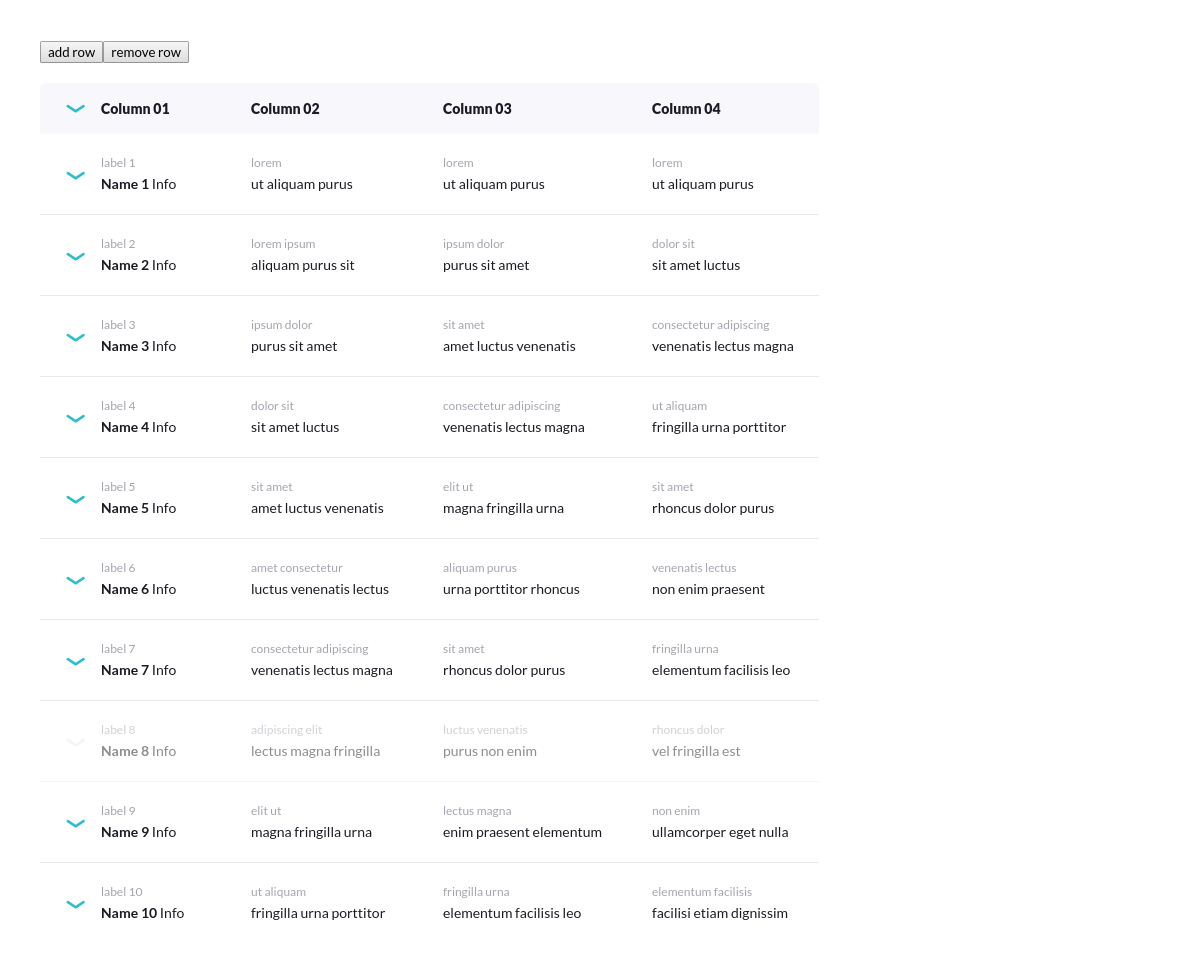 add row remove row
Column 01 Column 02 Column 03 Column 04
label 1 lorem lorem lorem
Name 1 Info ut aliquam purus ut aliquam purus ut aliquam purus
label 2 lorem ipsum ipsum dolor dolor sit
Name 2 Info aliquam purus sit purus sit amet sit amet luctus
label 3 ipsum dolor sit amet consectetur adipiscing
Name 3 Info purus sit amet amet luctus venenatis venenatis lectus magna
label 4 dolor sit consectetur adipiscing ut aliquam
Name 4 Info sit amet luctus venenatis lectus magna fringilla urna porttitor
label 5 sit amet elit ut sit amet
Name 5 Info amet luctus venenatis magna fringilla urna rhoncus dolor purus
label 6 amet consectetur aliquam purus venenatis lectus
Name 6 Info luctus venenatis lectus urna porttitor rhoncus non enim praesent
label 7 consectetur adipiscing sit amet fringilla urna
Name 7 Info venenatis lectus magna rhoncus dolor purus elementum facilisis leo
label 8 adipiscing elit luctus venenatis rhoncus dolor
Name 8 Info lectus magna fringilla purus non enim vel fringilla est
label 9 elit ut lectus magna non enim
Name 9 Info magna fringilla urna enim praesent elementum ullamcorper eget nulla
label 10 ut aliquam fringilla urna elementum facilisis
Name 10 Info fringilla urna porttitor elementum facilisis leo facilisi etiam dignissim